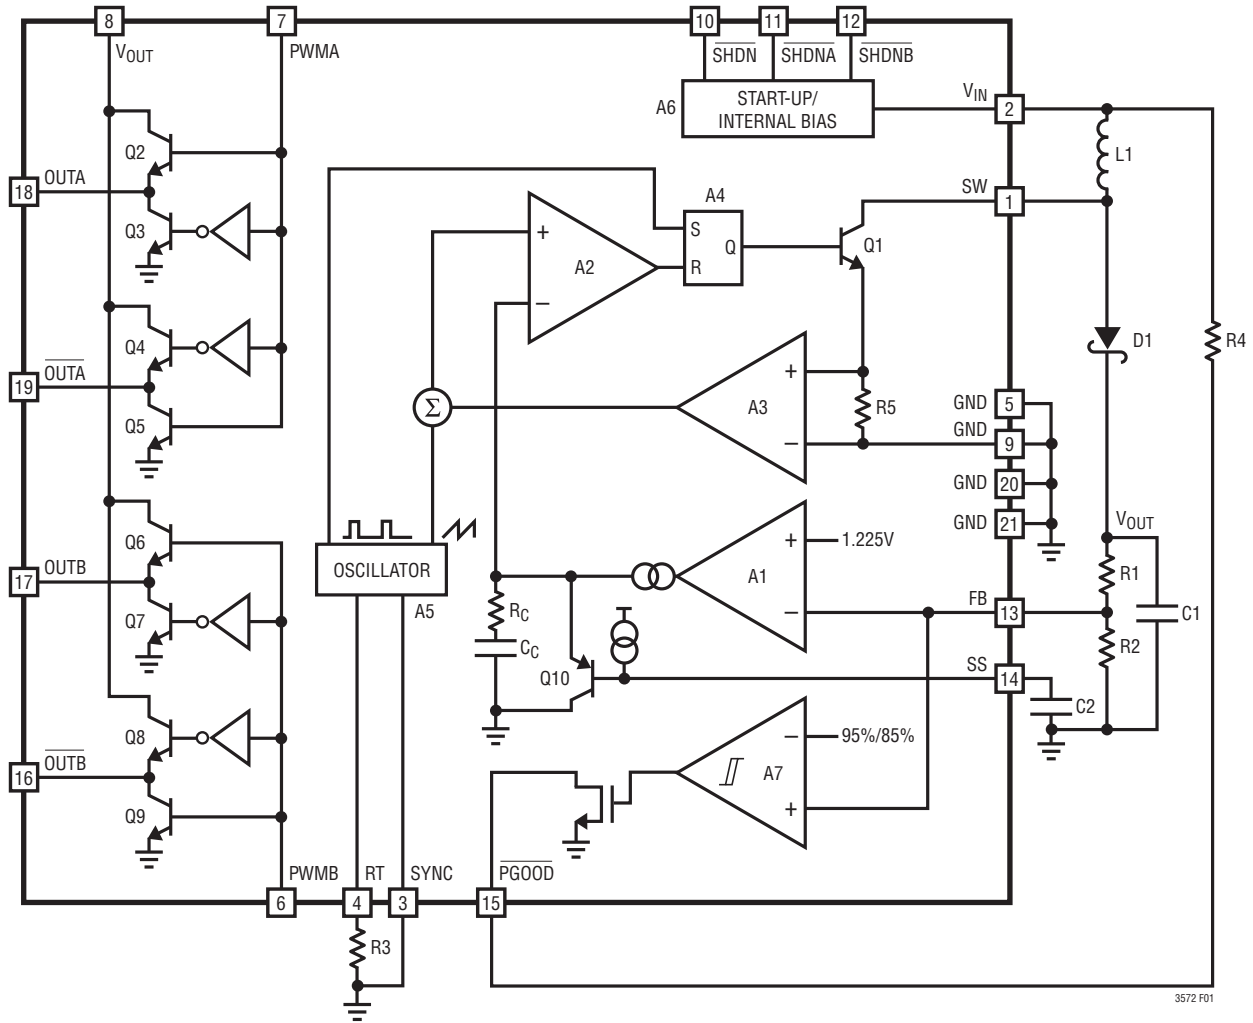 8
7
10
11
12
VOUT
PWMA
SHDN
SHDNA
SHDNB
A6
START-UP/
INTERNAL BIAS
VIN
2
L1
Q2
18
OUTA
Q3
A4
S
Q
R
+
A2
−
Q1
SW
1
Q4
19
OUTA
Q5
Σ
+
A3
−
R5
D1
R4
GND
5
GND
9
GND
20
GND
21
VOUT
Q6
17
OUTB
Q7
OSCILLATOR
A5
RC
CC
+
1.225V
A1
−
FB
13
R1
R2
C1
Q10
SS
14
C2
Q8
OUTB
16
Q9
−
95%/85%
A7
+
PWMB
RT
SYNC
PGOOD
6
4
3
15
R3
3572 F01